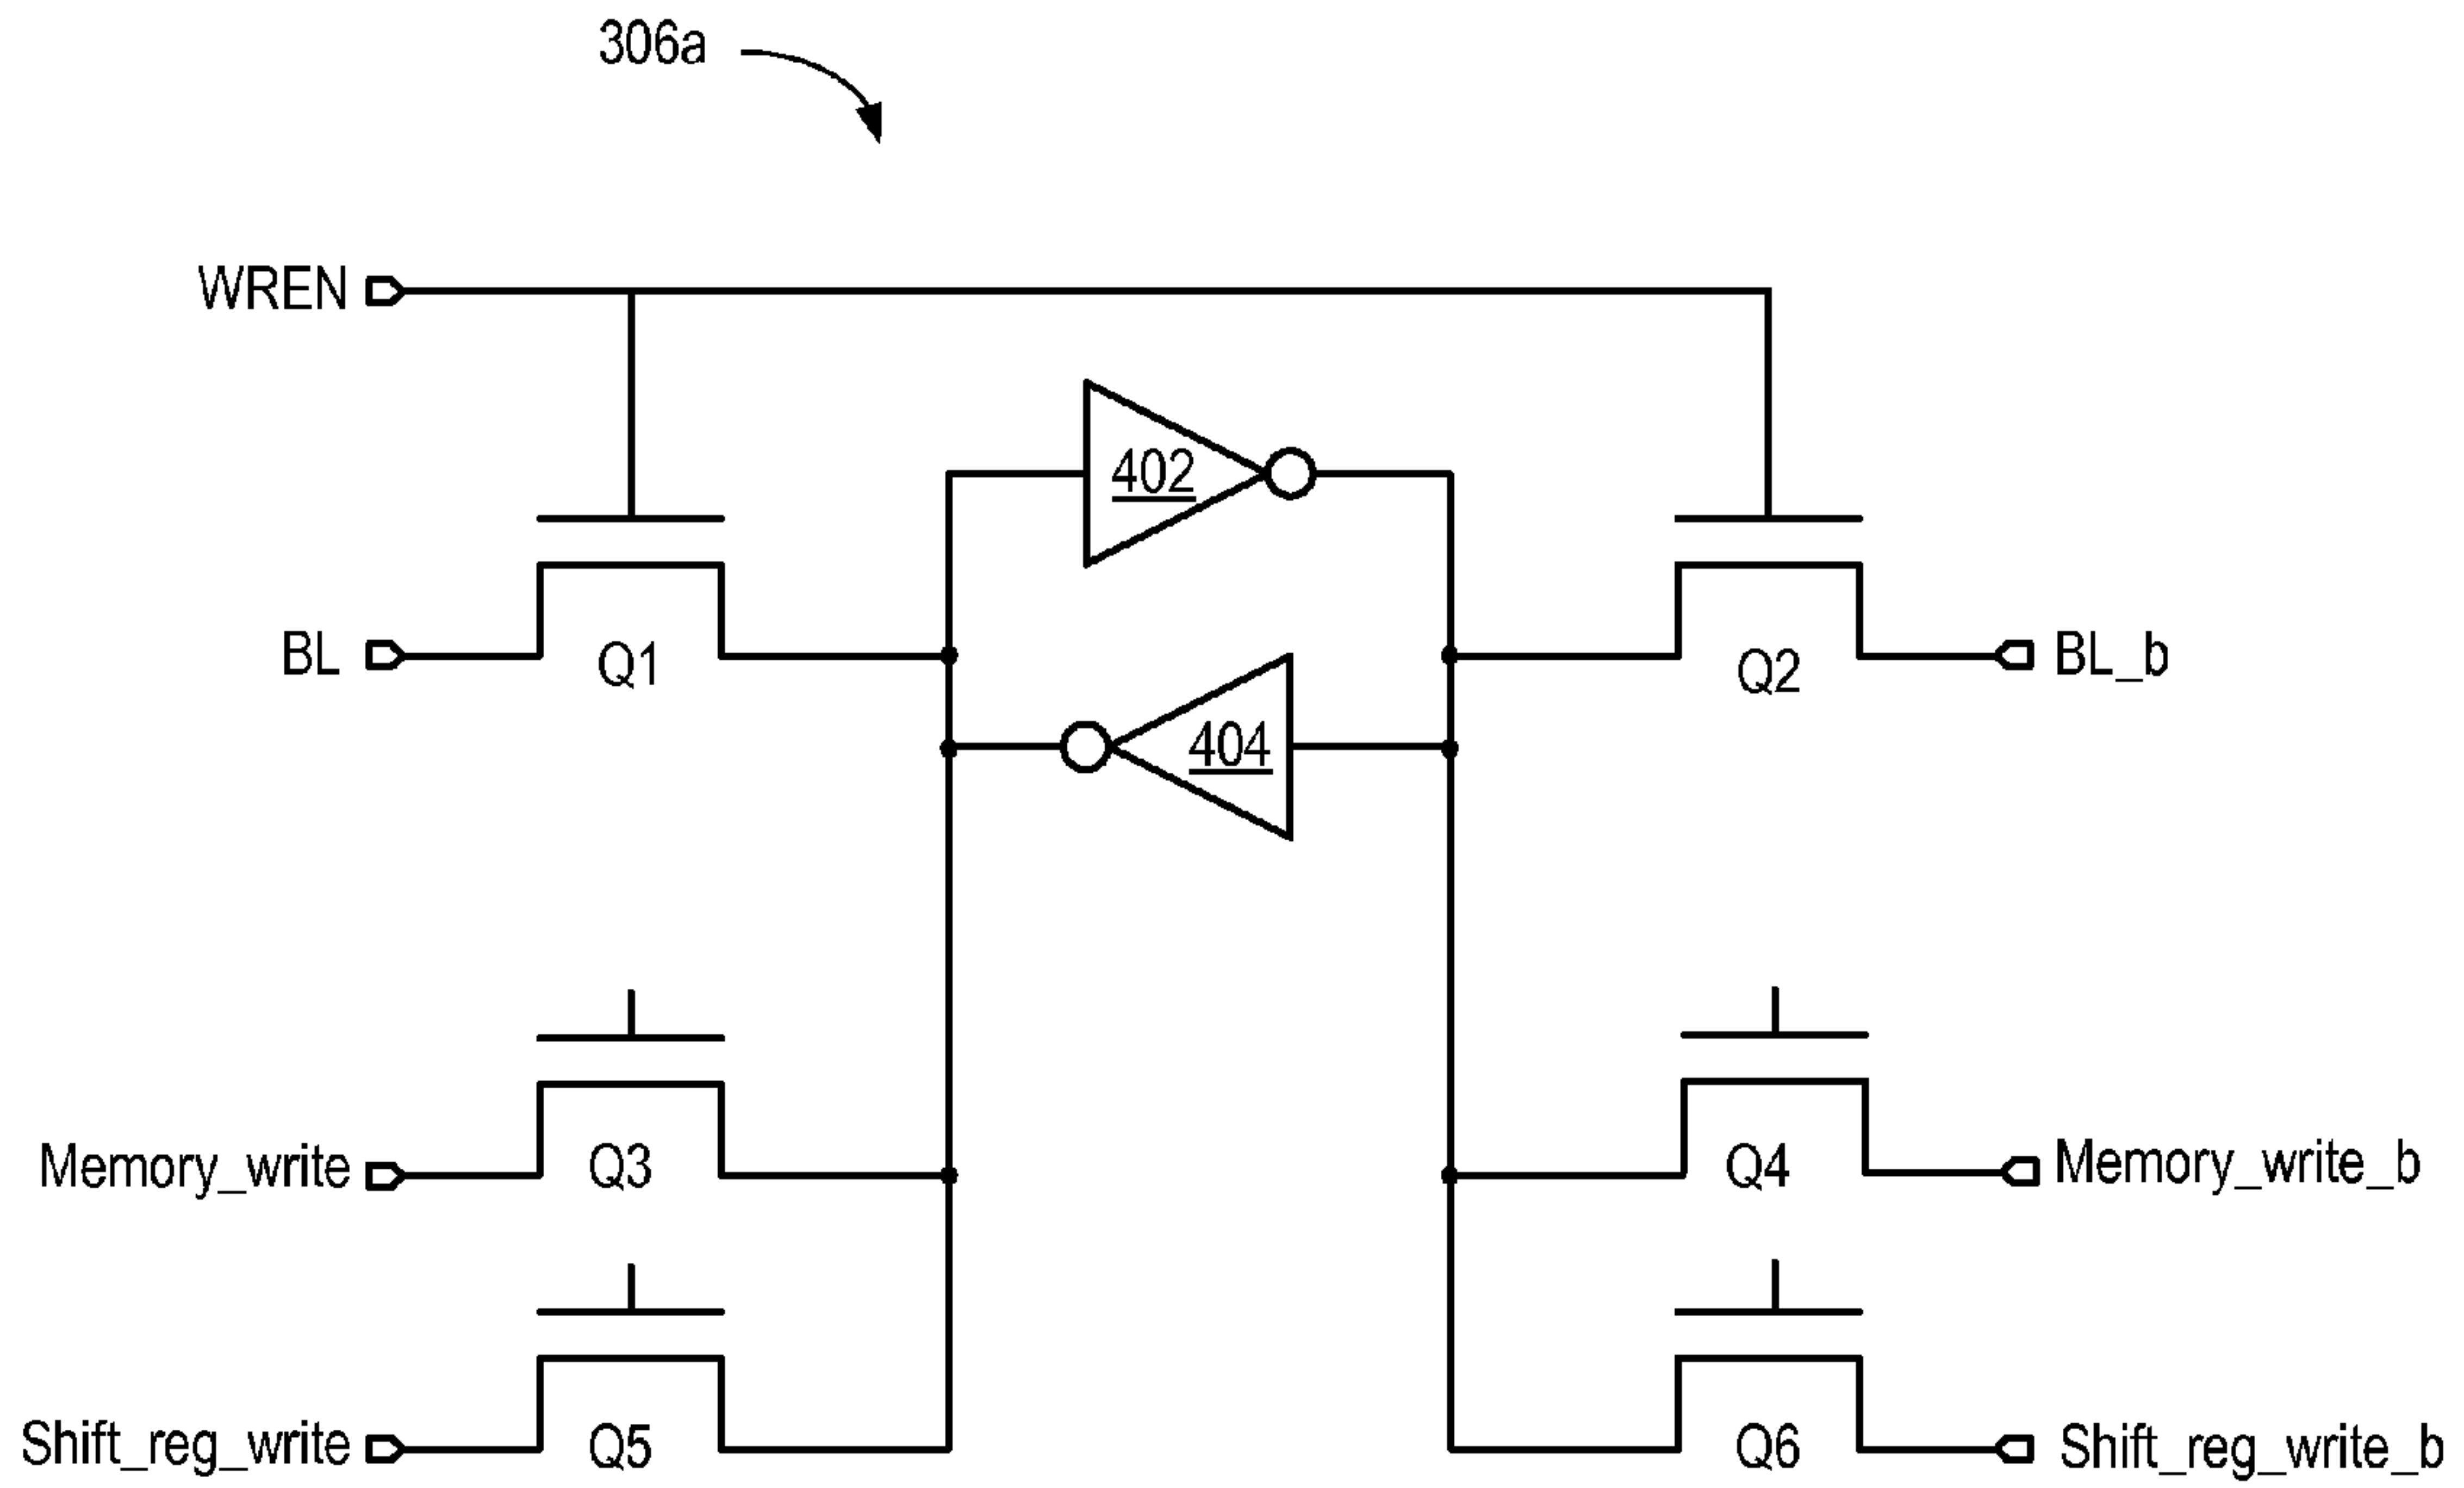 306a
WREN
402
BL
Q1
Q2
BL_b
404
Memory_write
Q3
Q4
Memory_write_b
Shift_reg_write
Q5
Q6
Shift_reg_write_b